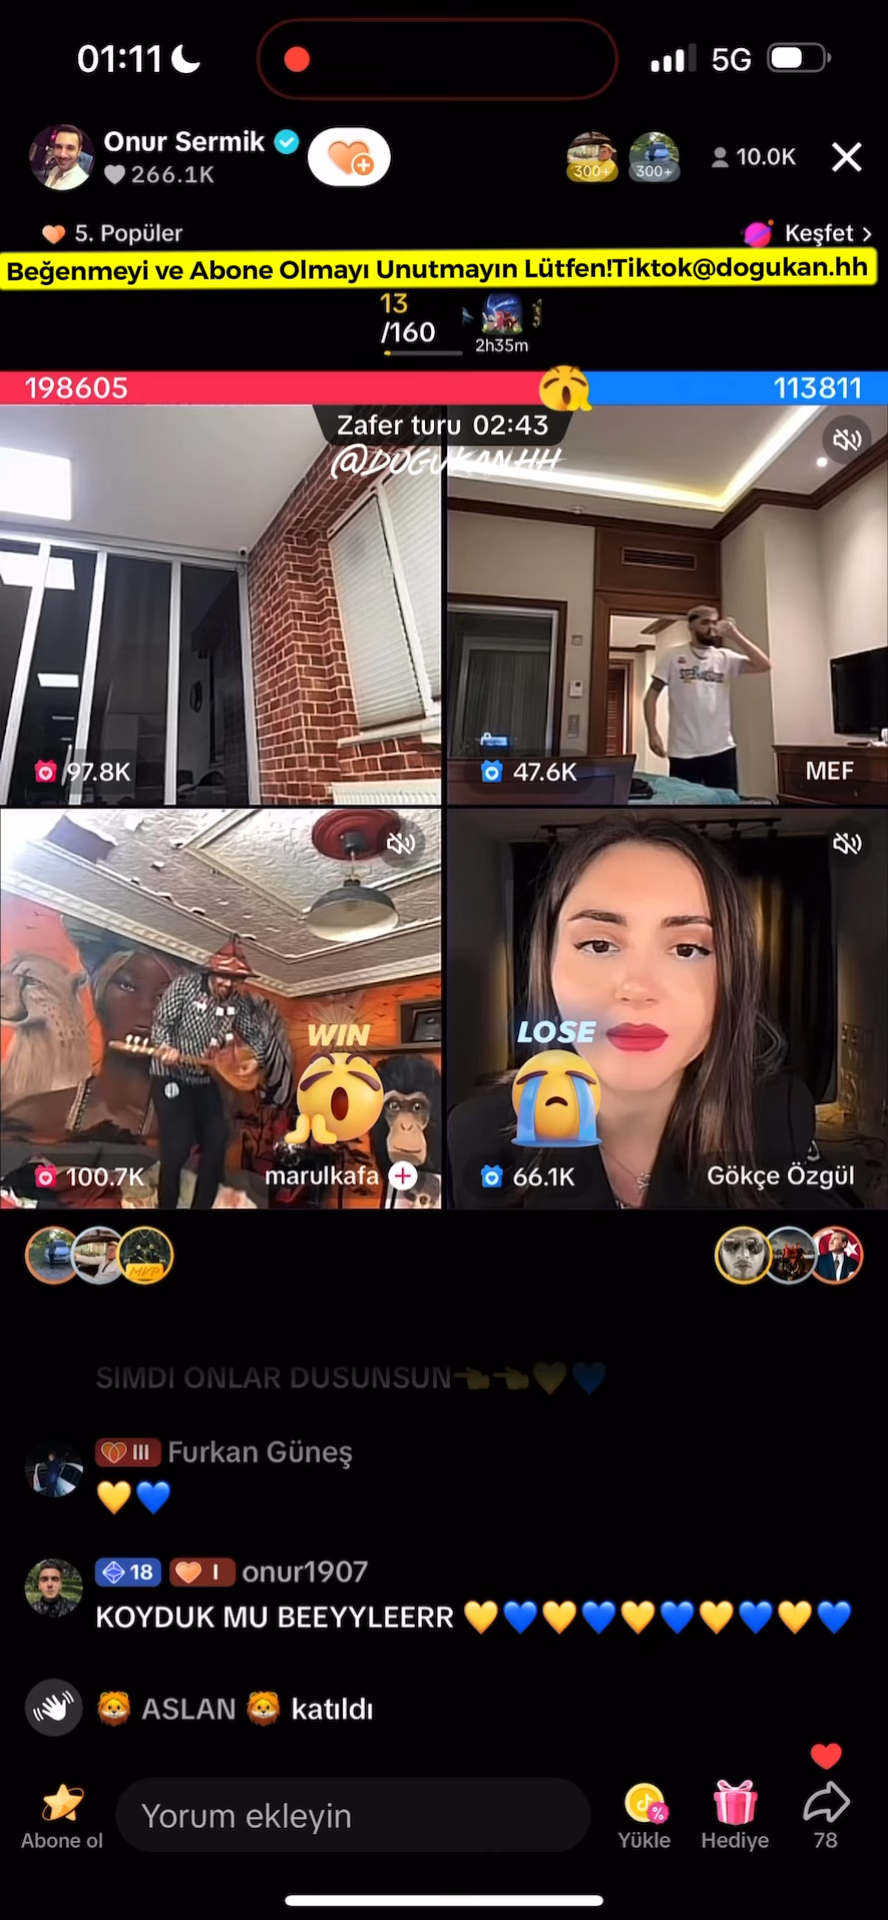 01:11
5G
Onur Sermik
266.1K
300+
300+
10.0K
5. Popüler
Keşfet >
Beğenmeyi ve Abone Olmayı Unutmayın Lütfen!Tiktok@dogukan.hh
13
/160
2h35m
198605
113811
Zafer turu 02:43
@DOGUKAN.HH
97.8K
47.6K
MEF
WIN
LOSE
100.7K
marulkafa
66.1K
Gökçe Özgül
MVP
SIMDI ONLAR DUSUNSUN👈👈💛💙
III Furkan Güneş
💛💙
18 I onur1907
KOYDUK MU BEEYYLEERR 💛💙💛💙💛💙💛💙💛💙
🦁 ASLAN 🦁 katıldı
Abone ol
Yorum ekleyin
Yükle
Hediye
78